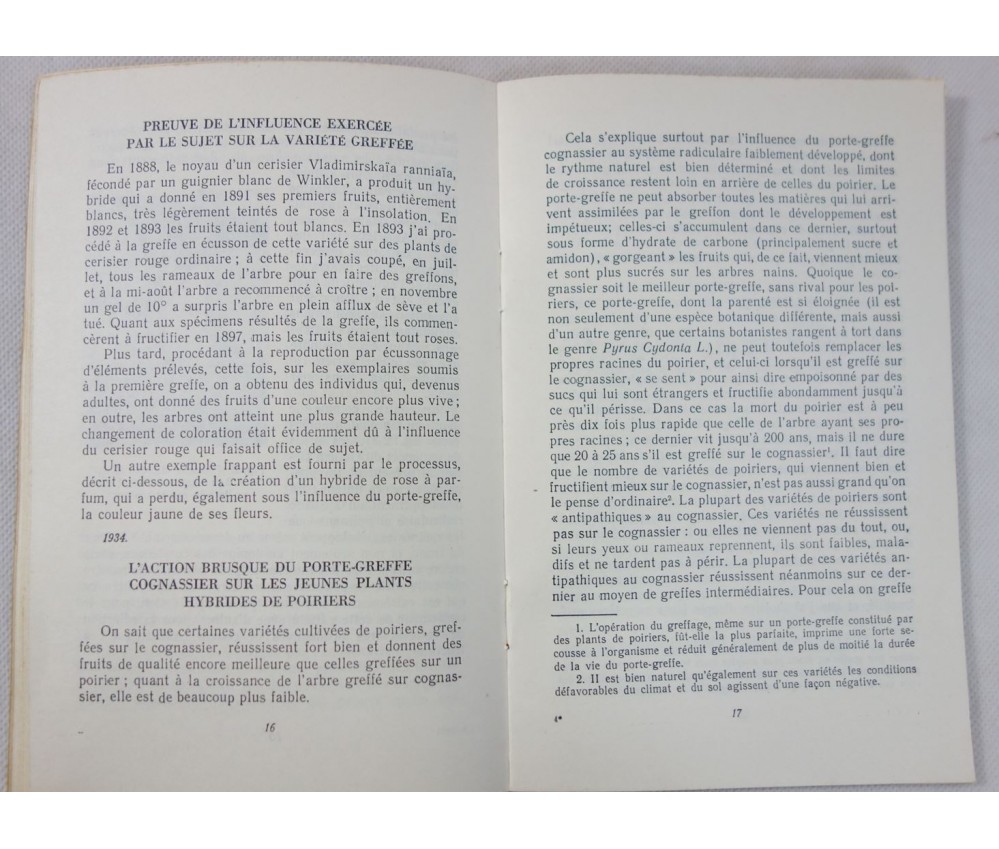 PREUVE DE L'INFLUENCE EXERCÉE
PAR LE SUJET SUR LA VARIÉTÉ GREFFÉE
En 1888, le noyau d'un cerisier Vladimirskaïa ranniaïa,
fécondé par un guignier blanc de Winkler, a produit un hy-
bride qui a donné en 1891 ses premiers fruits, entièrement
blancs, très légèrement teintés de rose à l'insolation. En
1892 et 1893 les fruits étaient tout blancs. En 1893 j'ai pro-
cédé à la greffe en écusson de cette variété sur des plants de
cerisier rouge ordinaire ; à cette fin j'avais coupé, en juil-
let, tous les rameaux de l'arbre pour en faire des greffons,
et à la mi-août l'arbre a recommencé à croître ; en novembre
un gel de 10° a surpris l'arbre en plein afflux de sève et l'a
tué. Quant aux spécimens résultés de la greffe, ils commen-
cèrent à fructifier en 1897, mais les fruits étaient tout roses.
Plus tard, procédant à la reproduction par écussonnage
d'éléments prélevés, cette fois, sur les exemplaires soumis
à la première greffe, on a obtenu des individus qui, devenus
adultes, ont donné des fruits d'une couleur encore plus vive ;
en outre, les arbres ont atteint une plus grande hauteur. Le
changement de coloration était évidemment dû à l'influence
du cerisier rouge qui faisait office de sujet.
Un autre exemple frappant est fourni par le processus,
décrit ci-dessous, de la création d'un hybride de rose à par-
fum, qui a perdu, également sous l'influence du porte-greffe,
la couleur jaune de ses fleurs.
1934.
L'ACTION BRUSQUE DU PORTE-GREFFE
COGNASSIER SUR LES JEUNES PLANTS
HYBRIDES DE POIRIERS
On sait que certaines variétés cultivées de poiriers, gref-
fées sur le cognassier, réussissent fort bien et donnent des
fruits de qualité encore meilleure que celles greffées sur un
poirier ; quant à la croissance de l'arbre greffé sur cognas-
sier, elle est de beaucoup plus faible.
16
Cela s'explique surtout par l'influence du porte-greffe
cognassier au système radiculaire faiblement développé, dont
le rythme naturel est bien déterminé et dont les limites
de croissance restent loin en arrière de celles du poirier. Le
porte-greffe ne peut absorber toutes les matières qui lui arri-
vent assimilées par le greffon dont le développement est
impétueux; celles-ci s'accumulent dans ce dernier, surtout
sous forme d'hydrate de carbone (principalement sucre et
amidon), « gorgeant » les fruits qui, de ce fait, viennent mieux
et sont plus sucrés sur les arbres nains. Quoique le co-
gnassier soit le meilleur porte-greffe, sans rival pour les poi-
riers, ce porte-greffe, dont la parenté est si éloignée (il est
non seulement d'une espèce botanique différente, mais aussi
d'un autre genre, que certains botanistes rangent à tort dans
le genre Pyrus Cydonia L.), ne peut toutefois remplacer les
propres racines du poirier, et celui-ci lorsqu'il est greffé sur
le cognassier, « se sent » pour ainsi dire empoisonné par des
sucs qui lui sont étrangers et fructifie abondamment jusqu'à
ce qu'il périsse. Dans ce cas la mort du poirier est à peu
près dix fois plus rapide que celle de l'arbre ayant ses pro-
pres racines ; ce dernier vit jusqu'à 200 ans, mais il ne dure
que 20 à 25 ans s'il est greffé sur le cognassier¹. Il faut dire
que le nombre de variétés de poiriers, qui viennent bien et
fructifient mieux sur le cognassier, n'est pas aussi grand qu'on
le pense d'ordinaire². La plupart des variétés de poiriers sont
« antipathiques » au cognassier. Ces variétés ne réussissent
pas sur le cognassier : ou elles ne viennent pas du tout, ou,
si leurs yeux ou rameaux reprennent, ils sont faibles, mala-
difs et ne tardent pas à périr. La plupart de ces variétés an-
tipathiques au cognassier réussissent néanmoins sur ce der-
nier au moyen de greffes intermédiaires. Pour cela on greffe
1. L'opération du greffage, même sur un porte-greffe constitué par
des plants de poiriers, fût-elle la plus parfaite, imprime une forte se-
cousse à l'organisme et réduit généralement de plus de moitié la durée
de la vie du porte-greffe.
2. Il est bien naturel qu'également sur ces variétés les conditions
défavorables du climat et du sol agissent d'une façon négative.
4*
17